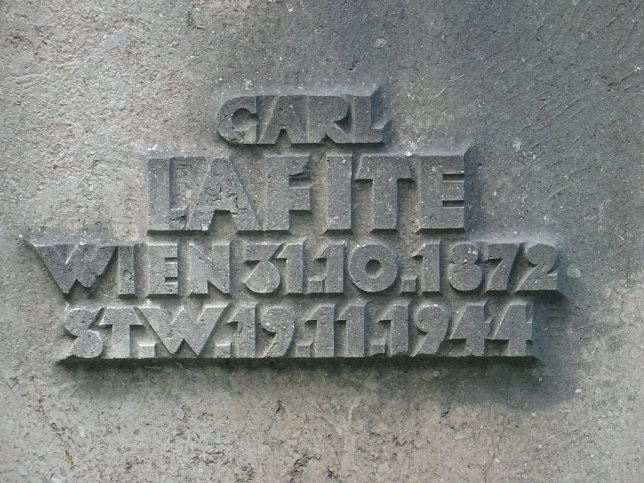 CARL
LAFITE
WIEN 31.10.1872
ST.W.19.11.1944